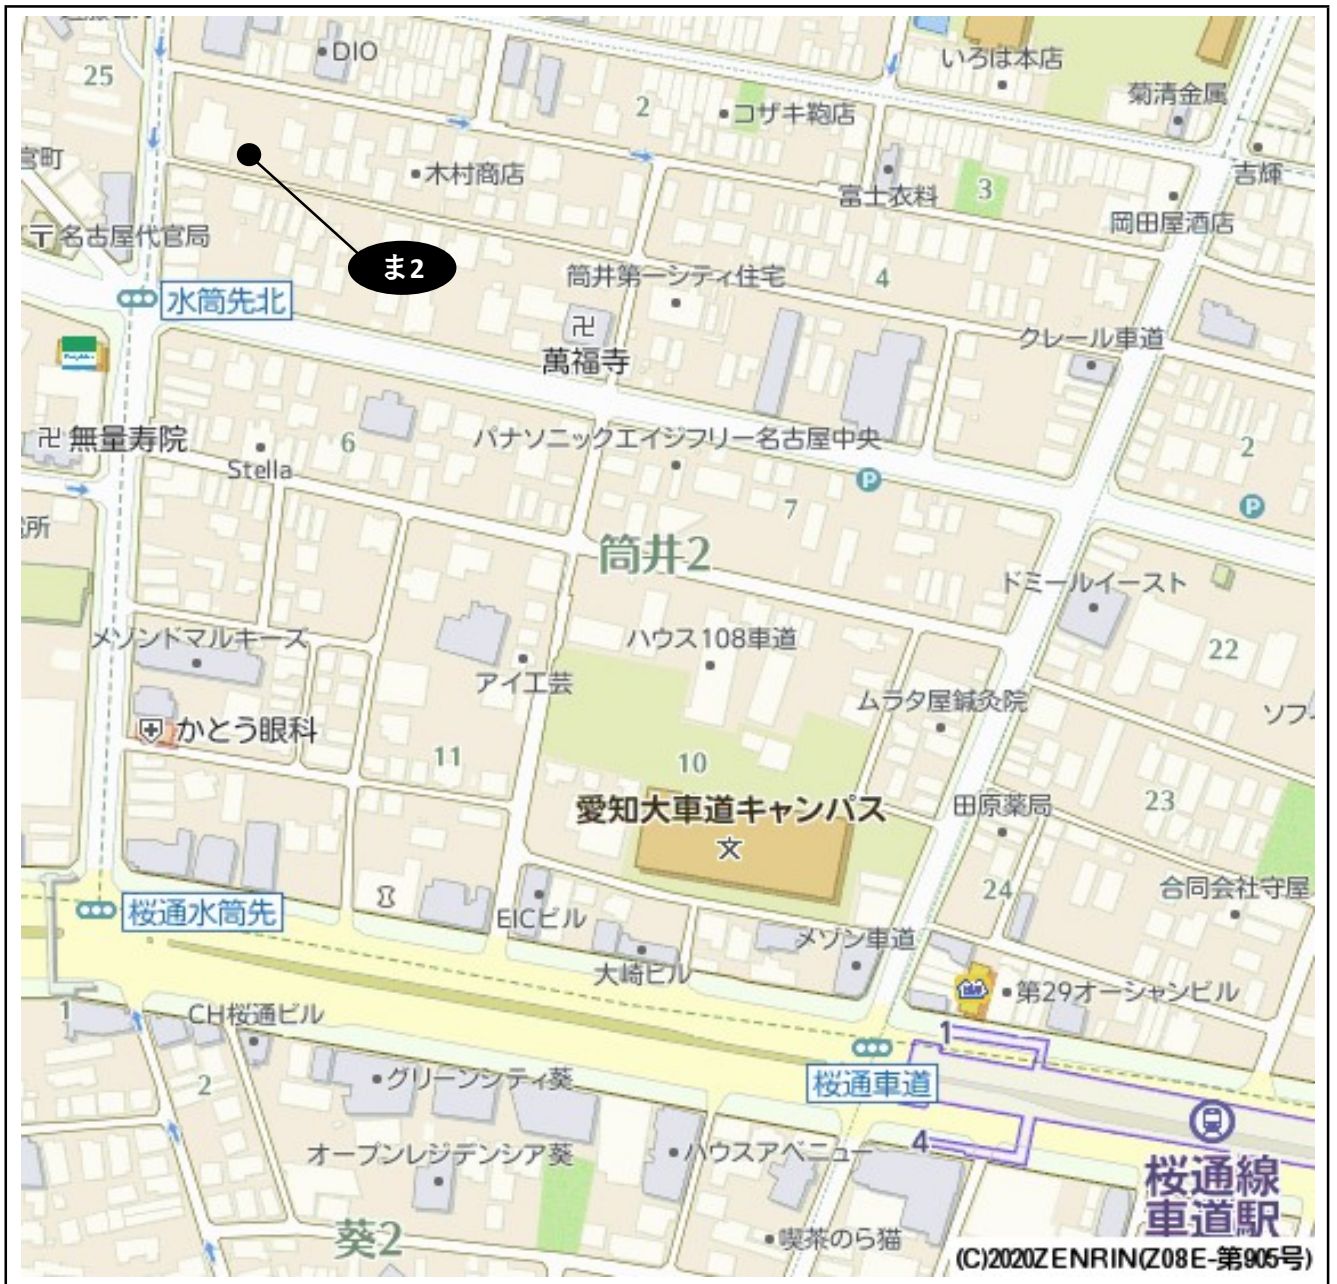 DIO
いろは本店
25
2
コザキ鞄店
菊清金属
宮町
木村商店
富士衣料
3
吉輝
岡田屋酒店
〒名古屋代官局
ま2
筒井第一シティ住宅
4
水筒先北
卍
萬福寺
クレール車道
卍無量寿院
6
Stella
パナソニックエイジフリー名古屋中央
P
2
7
P
筒井2
ドミールイースト
メゾンドマルキーズ
ハウス108車道
22
アイ工芸
ムラタ屋鍼灸院
かとう眼科
11
10
愛知大車道キャンパス
文
田原薬局
23
24
合同会社守屋
桜通水筒先
EICビル
大崎ビル
メゾン車道
第29オーシャンビル
1
CH桜通ビル
1
グリーンシティ葵
桜通車道
2
オープンレジデンシア葵
ハウスアベニュー
4
桜通線
車道駅
葵2
喫茶のら猫
(C)2020ZENRIN(Z08E-第905号)